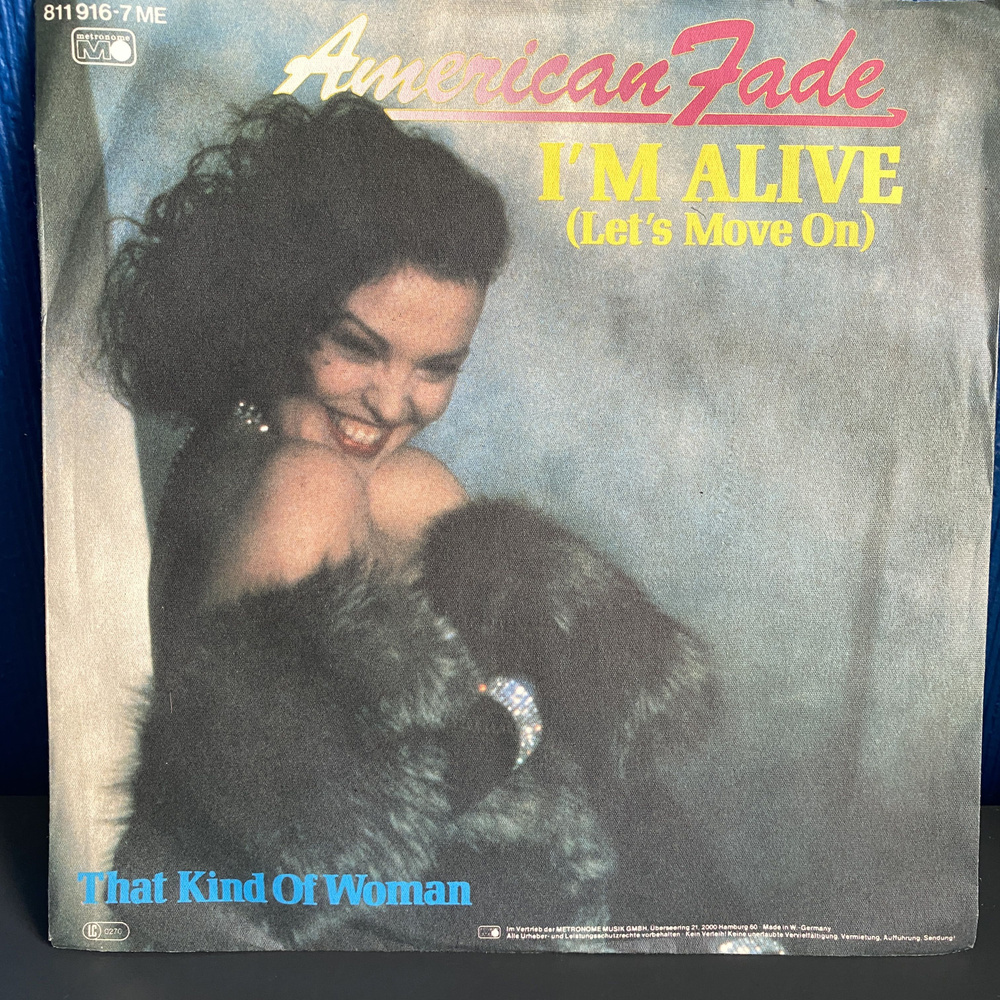 811 916-7 ME
metronome
M
American Fade
I'M ALIVE
(Let's Move On)
That Kind Of Woman
LC 0270
Im Vertrieb der METRONOME MUSIK GMBH, Überseering 21, 2000 Hamburg 60 · Made in W.-Germany
Alle Urheber- und Leistungsschutzrechte vorbehalten · Kein Verleih! Keine unerlaubte Vervielfältigung, Vermietung, Aufführung, Sendung!